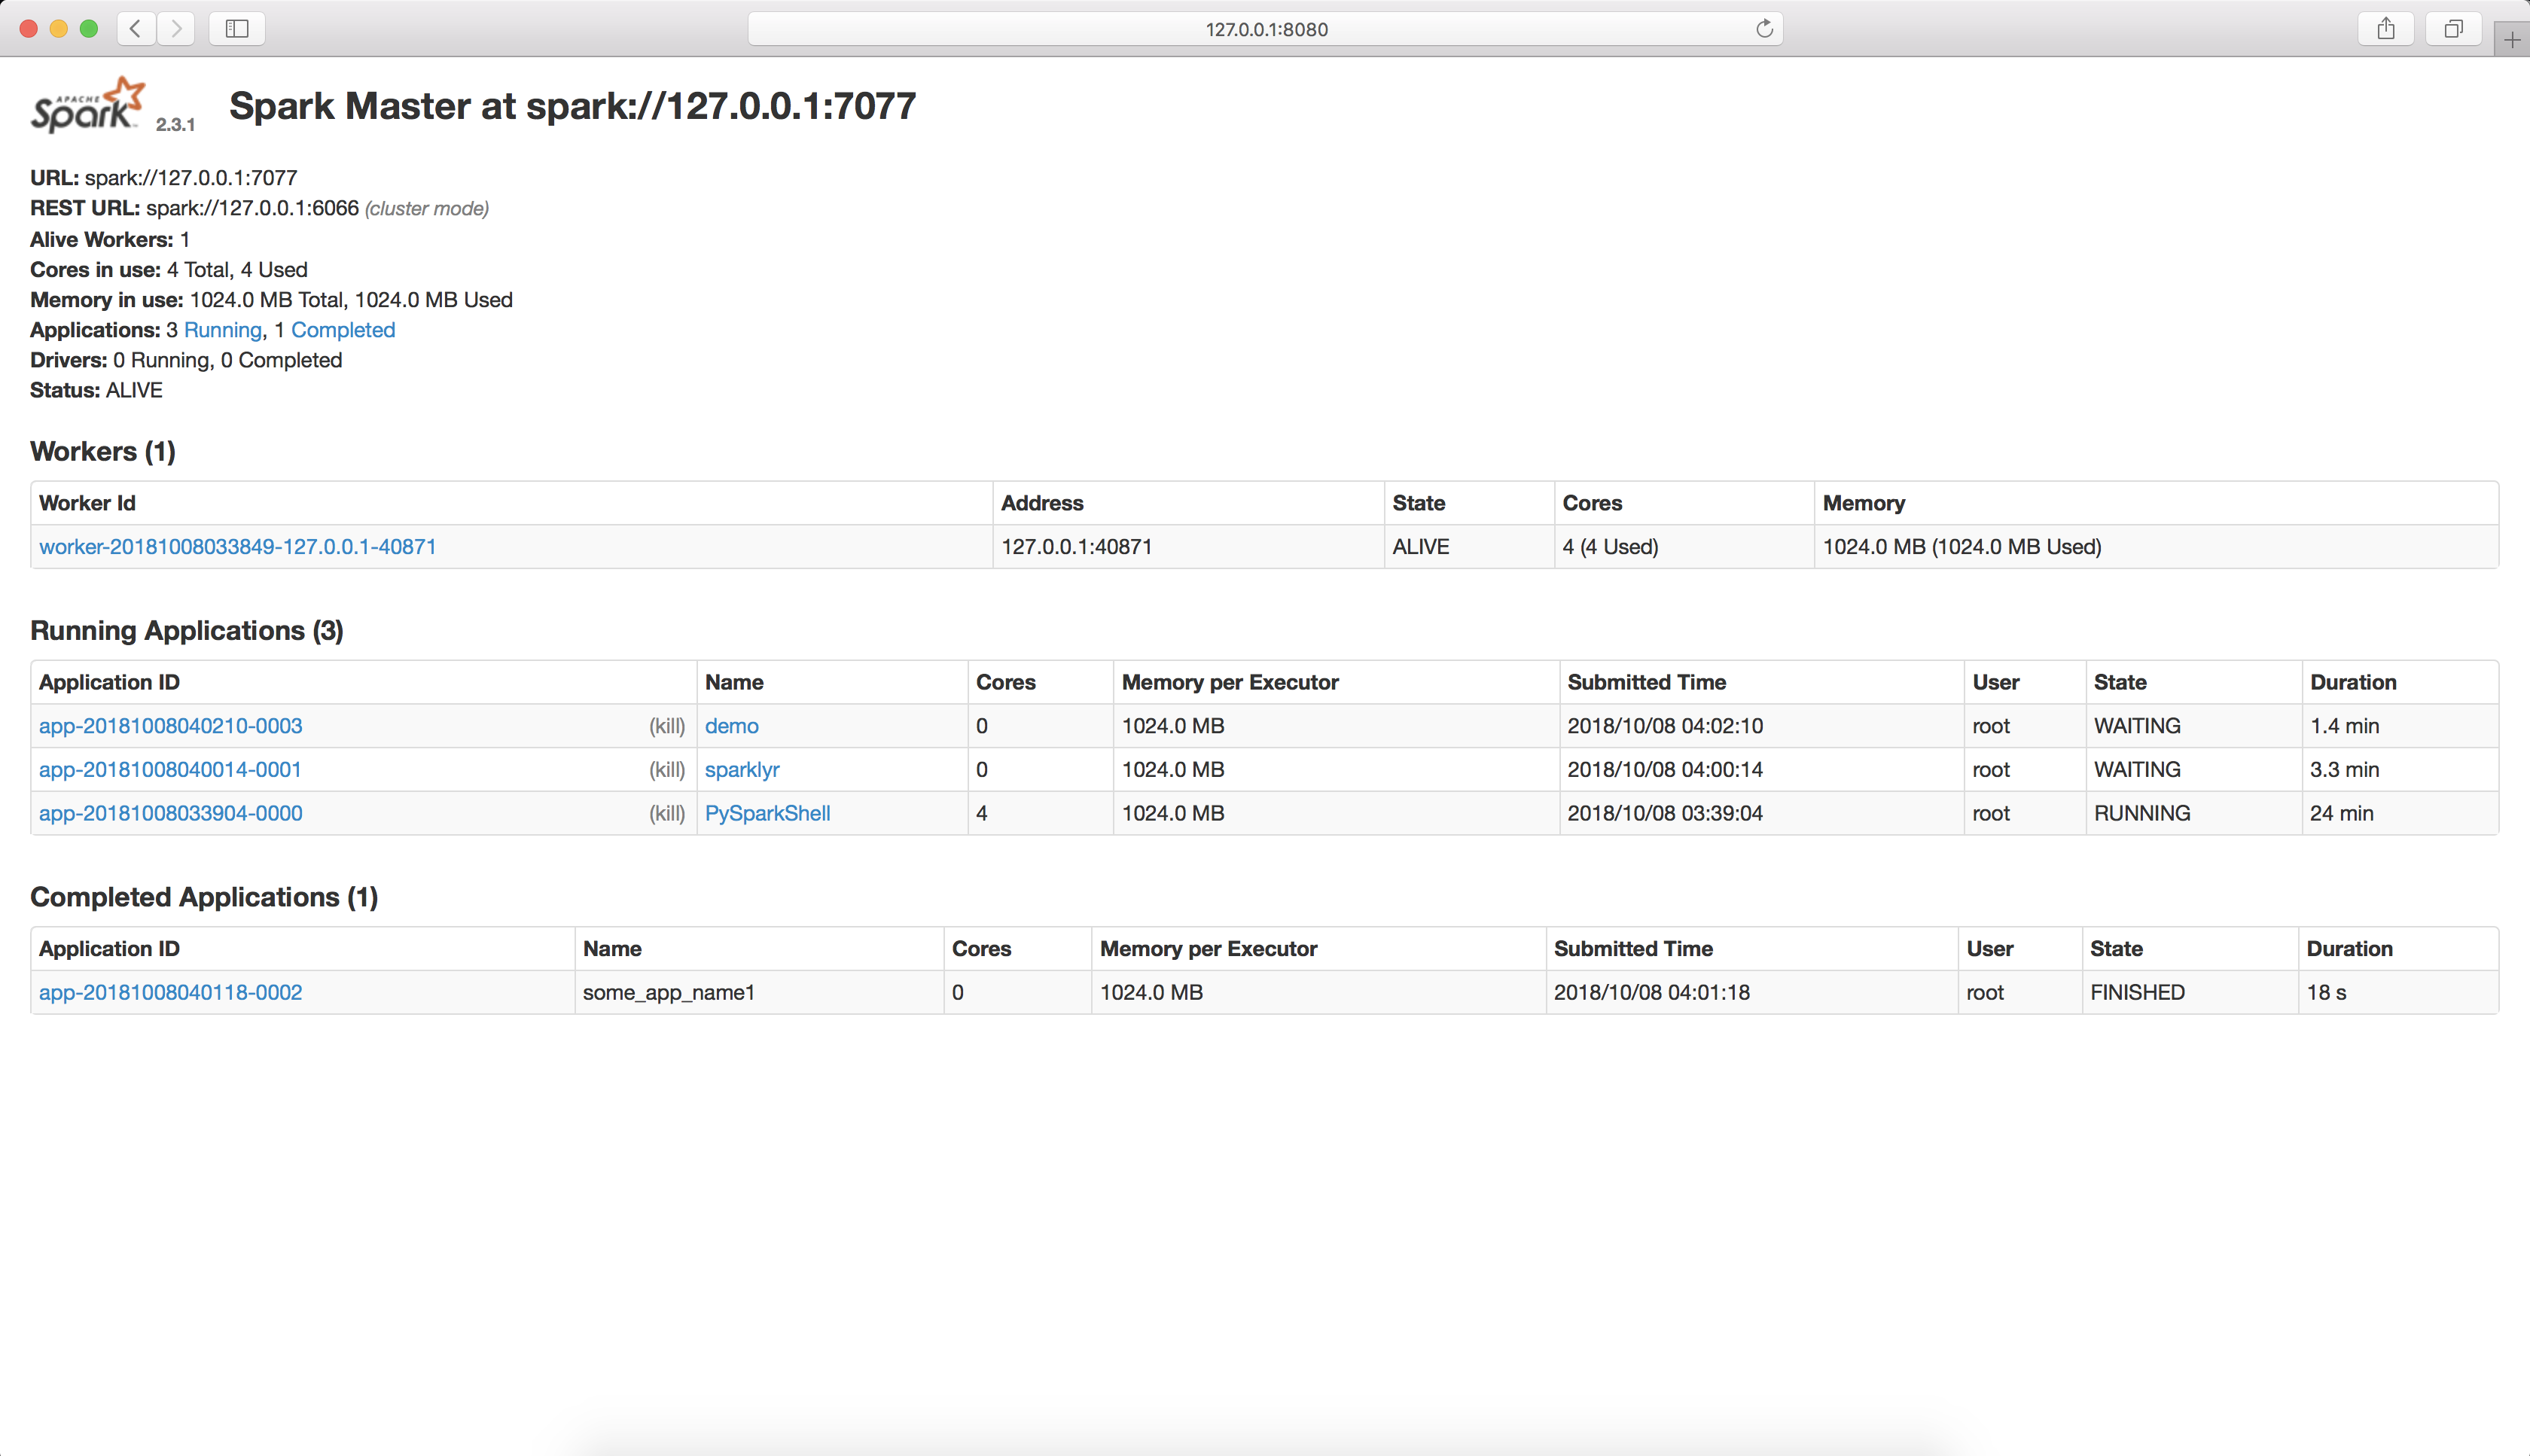 127.0.0.1:8080
APACHE
Spark 2.3.1 Spark Master at spark://127.0.0.1:7077
URL: spark://127.0.0.1:7077
REST URL: spark://127.0.0.1:6066 (cluster mode)
Alive Workers: 1
Cores in use: 4 Total, 4 Used
Memory in use: 1024.0 MB Total, 1024.0 MB Used
Applications: 3 Running, 1 Completed
Drivers: 0 Running, 0 Completed
Status: ALIVE
Workers (1)
Worker Id Address State Cores Memory
worker-20181008033849-127.0.0.1-40871 127.0.0.1:40871 ALIVE 4 (4 Used) 1024.0 MB (1024.0 MB Used)
Running Applications (3)
Application ID Name Cores Memory per Executor Submitted Time User State Duration
app-20181008040210-0003 (kill) demo 0 1024.0 MB 2018/10/08 04:02:10 root WAITING 1.4 min
app-20181008040014-0001 (kill) sparklyr 0 1024.0 MB 2018/10/08 04:00:14 root WAITING 3.3 min
app-20181008033904-0000 (kill) PySparkShell 4 1024.0 MB 2018/10/08 03:39:04 root RUNNING 24 min
Completed Applications (1)
Application ID Name Cores Memory per Executor Submitted Time User State Duration
app-20181008040118-0002 some_app_name1 0 1024.0 MB 2018/10/08 04:01:18 root FINISHED 18 s